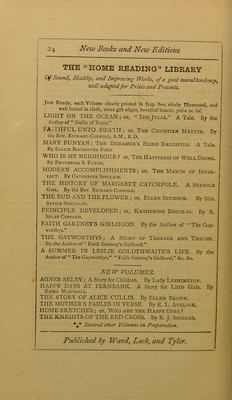 24 New Books and New Editions
THE "HOME READING" LIBRARY
Of Sound, Healthy, and Improving Works, of a good moral tendency,
well adapted for Prizes and Presents.
Just Ready, each Volume clearly printed in fcap. 8vo, nicely Illustrated, and
well bound in cloth, extra gilt edges, bevelled boards, price 2s. 6d.
LIGHT ON THE OCEAN; or, "THE JULIA." A Tale. By the
Author of "Nellie of Truro"
FAITHFUL UNTO DEATH; or, THE CHRISTIAN MARTYR. By
the Rev. RICHARD COBBOLD, A.M., R.D.
MARY BUNYAN; THE DREAMER'S BLIND DAUGHTER. A Tale.
By SALLIE ROCHESTER FORD.
WHO IS MY NEIGHBOUR? or, THE HAPPINESS OF WELL DOING.
By
MODERN ACCOMPLISHMENTS; or, THE MARCH OF INTEL-
LECT. By CATHERINE SINCLAIR.
THE HISTORY OF MARGARET CATCHPOLE. A SUFFOLK
GIRL. By the Rev. RICHARD COBBOLD.
THE BUD AND THE FLOWER; or, ELLEN SEYMOUR. By Mrs.
SAVILE SHEPHERD.
PRINCIPLE DEVELOPED; or, KATHERINE DOUGLAS. By S.
SELBY COPPARD.
FAITH GARTNEY'S GIRLHOOD. By the Author of "The Gay-
worthys."
THE GAYWORTHYS; A STORY OF THREADS AND THRUMS.
By the Author of "Faith Gartney's Girlhood."
A SUMMER IN LESLIE GOLDTHWAITE'S LIFE. By the
Author of "The Gayworthys," "Faith Gartney's Girlhood," &c. &c.
NEW VOLUMES.
AGNES SELBY; A Story for Children. By Lady LUSHINGTON.
HAPPY DAYS AT FERNBANK. A Story for Little Girls. By
EMMA MARSHALL.
THE STORY OF ALICE CULLIS. By ELLEN BROWN.
THE MOTHER'S FABLES IN VERSE. By E. L. AVELINE.
HOME SKETCHES; or, WHO ARE THE HAPPY ONES?
THE KNIGHTS OF THE RED CROSS. By R. J. SHIELDS.
*** Several other Volumes in Preparation.
Published by Ward, Lock, and Tyler.